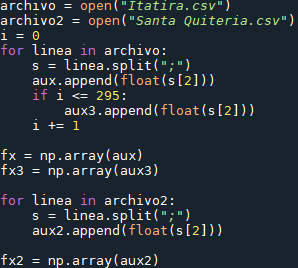 archivo = open("Itatira.csv")
archivo2 = open("Santa Quiteria.csv")
i = 0
for linea in archivo:
    s = linea.split(";")
    aux.append(float(s[2]))
    if i <= 295:
        aux3.append(float(s[2]))
    i += 1

fx = np.array(aux)
fx3 = np.array(aux3)

for linea in archivo2:
    s = linea.split(";")
    aux2.append(float(s[2]))

fx2 = np.array(aux2)